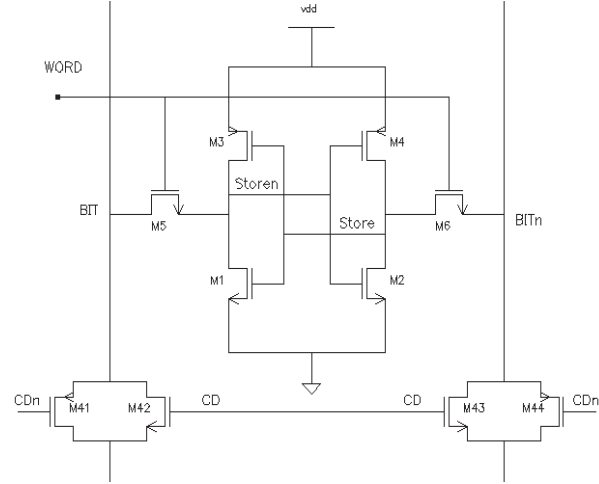 vdd
WORD
M3
M4
Storen
BIT
Store
BITn
M5
M6
M1
M2
CDn
M41
M42
CD
CD
M43
M44
CDn